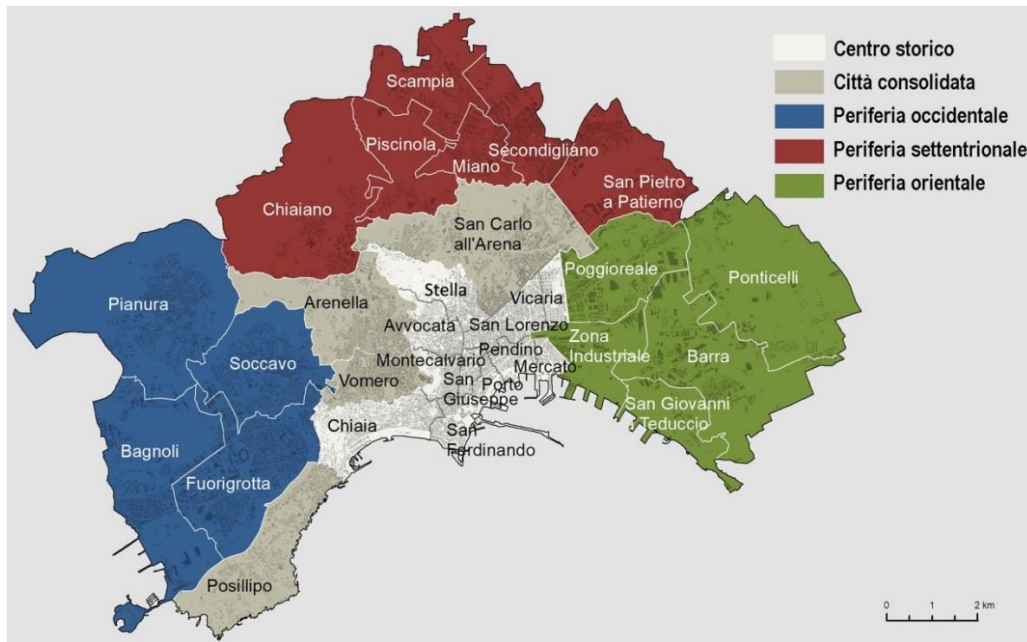 Centro storico
Città consolidata
Periferia occidentale
Periferia settentrionale
Periferia orientale
Scampia
Piscinola
Secondigliano
Miano
San Pietro
a Patierno
Chiaiano
San Carlo
all'Arena
Poggioreale
Ponticelli
Pianura
Stella
Arenella
Vicaria
Avvocata
San Lorenzo
Zona
Industriale
Soccavo
Montecalvario
Pendino
Barra
Mercato
Vomero
San
Giuseppe
Porto
San Giovanni
Teduccio
Chiaia
San
Ferdinando
Bagnoli
Fuorigrotta
Posillipo
0 1 2 km